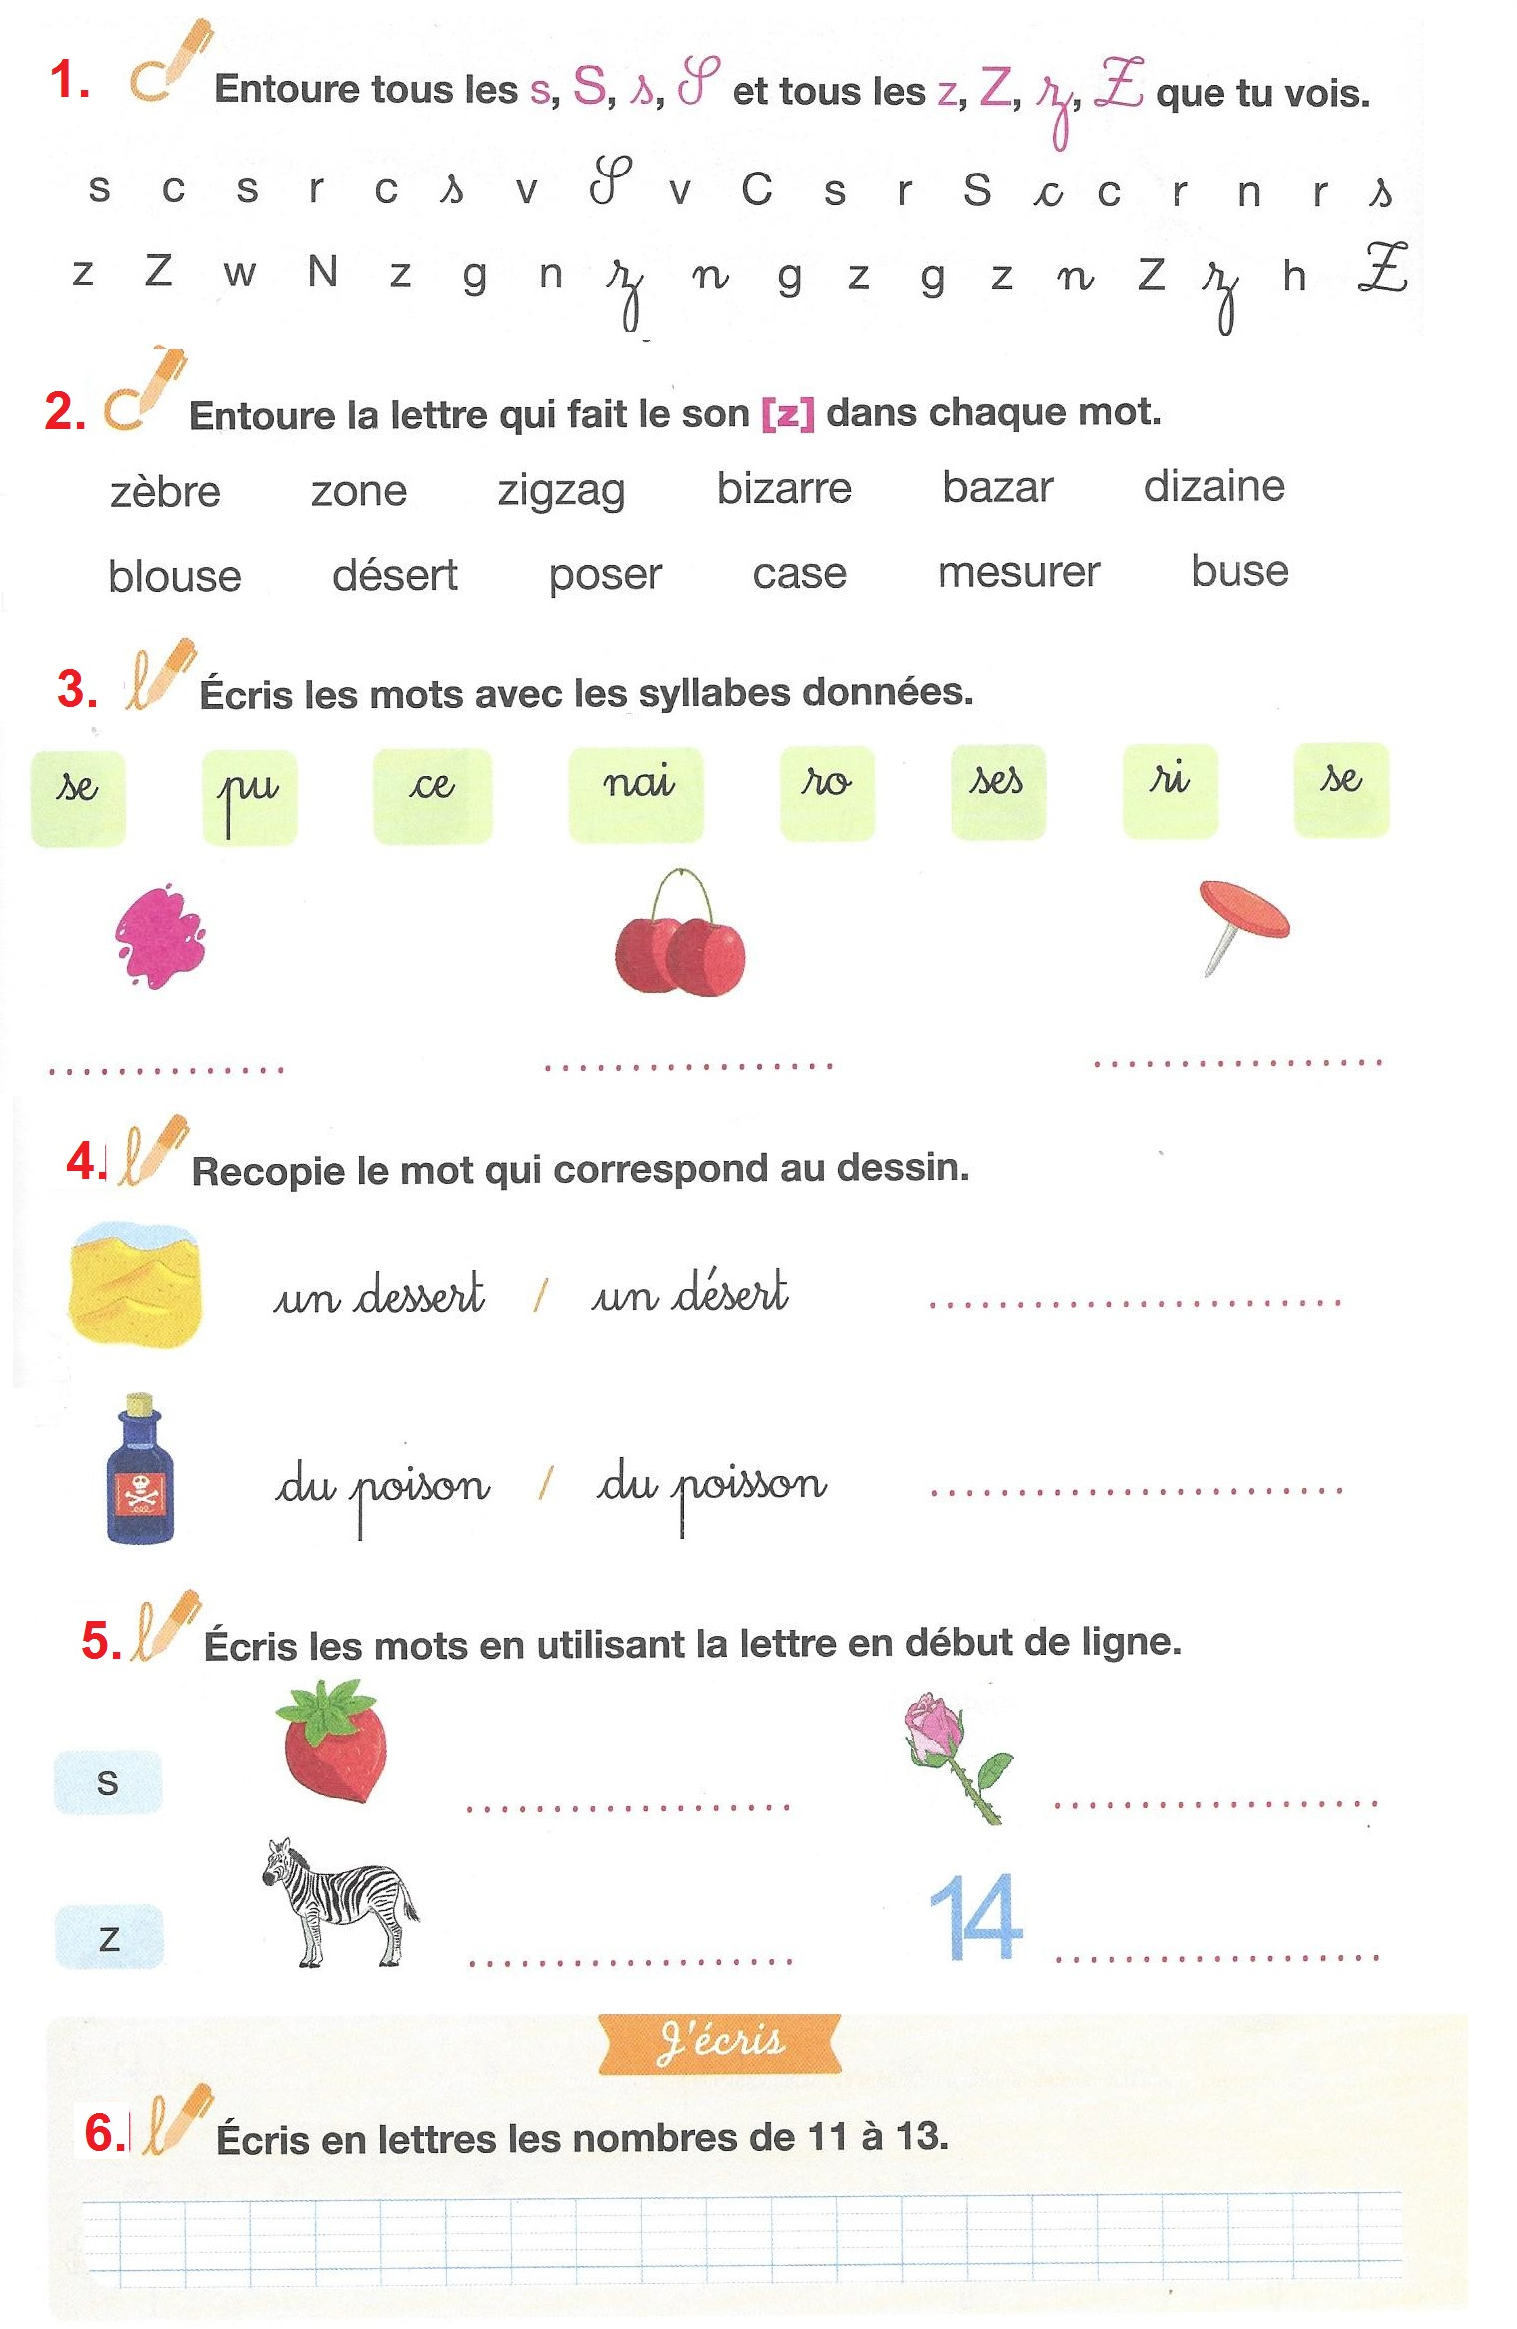 1. Entoure tous les s, S, s, S et tous les z, Z, z, Z que tu vois.
s c s r c s v S v C s r S c c r n r s
z Z w N z g n z n g z g z n Z z h Z
2. Entoure la lettre qui fait le son [z] dans chaque mot.
zèbre zone zigzag bizarre bazar dizaine
blouse désert poser case mesurer buse
3. Écris les mots avec les syllabes données.
se pu ce nai ro ses ri se
4. Recopie le mot qui correspond au dessin.
un dessert / un désert
du poison / du poisson
5. Écris les mots en utilisant la lettre en début de ligne.
s
z 14
J'écris
6. Écris en lettres les nombres de 11 à 13.